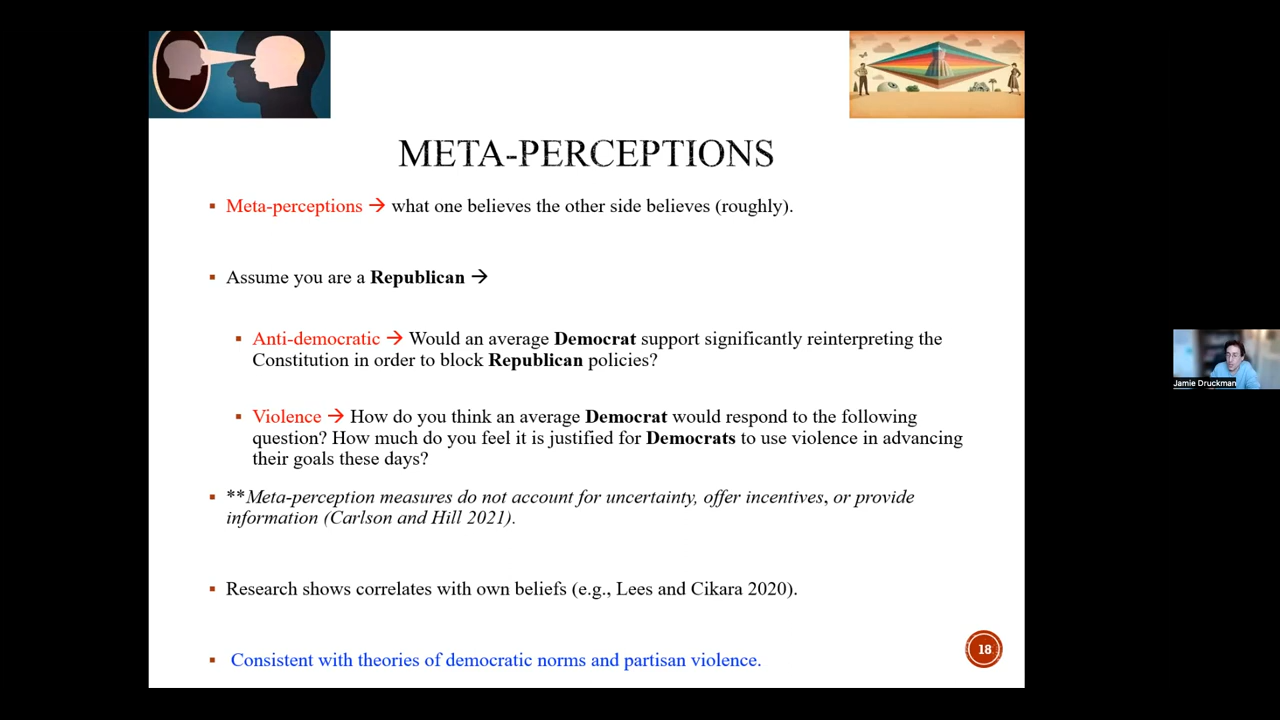 META-PERCEPTIONS
▪ Meta-perceptions → what one believes the other side believes (roughly).
▪ Assume you are a Republican →
▪ Anti-democratic → Would an average Democrat support significantly reinterpreting the
Constitution in order to block Republican policies?
▪ Violence → How do you think an average Democrat would respond to the following
question? How much do you feel it is justified for Democrats to use violence in advancing
their goals these days?
▪ **Meta-perception measures do not account for uncertainty, offer incentives, or provide
information (Carlson and Hill 2021).
▪ Research shows correlates with own beliefs (e.g., Lees and Cikara 2020).
▪ Consistent with theories of democratic norms and partisan violence.
18
Jamie Druckman